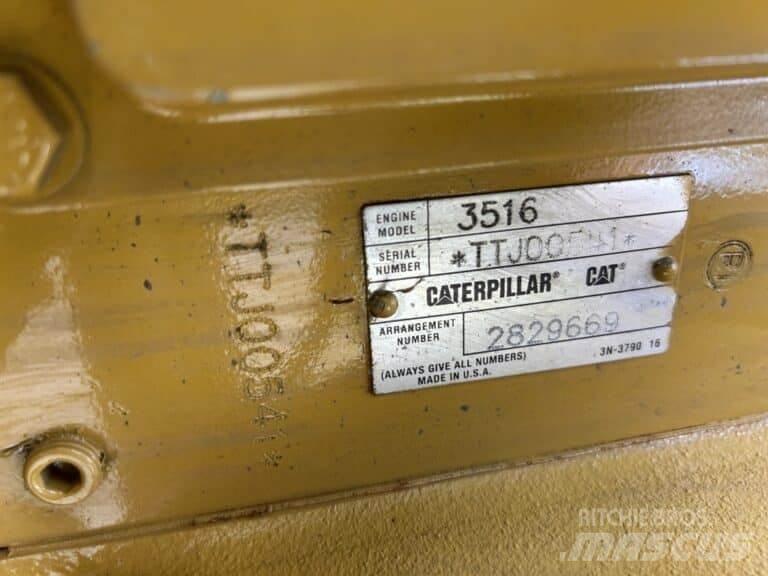 ENGINE MODEL 3516
SERIAL NUMBER
CATERPILLAR® CAT®
ARRANGEMENT NUMBER 2829669
(ALWAYS GIVE ALL NUMBERS) 3N-3790 16
MADE IN U.S.A.
*TTJ00641*
RITCHIE BROS.
MASCUS